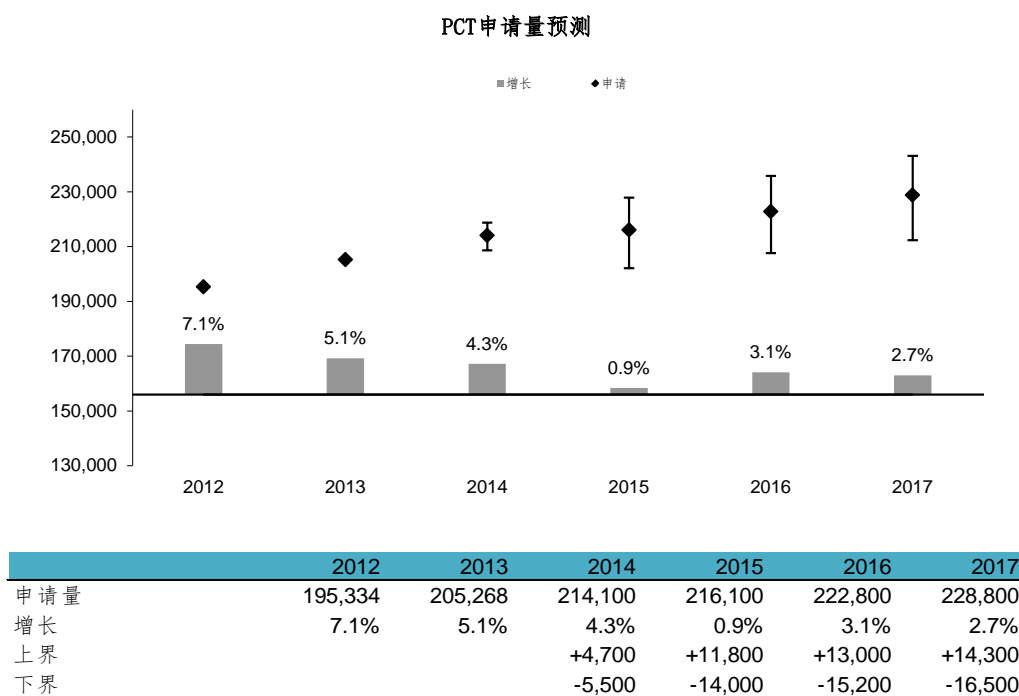 PCT申请量预测
增长 申请
250,000
230,000
210,000
190,000
170,000
150,000
130,000
7.1% 5.1% 4.3% 0.9% 3.1% 2.7%
2012 2013 2014 2015 2016 2017
2012 2013 2014 2015 2016 2017
申请量 195,334 205,268 214,100 216,100 222,800 228,800
增长 7.1% 5.1% 4.3% 0.9% 3.1% 2.7%
上界 +4,700 +11,800 +13,000 +14,300
下界 -5,500 -14,000 -15,200 -16,500